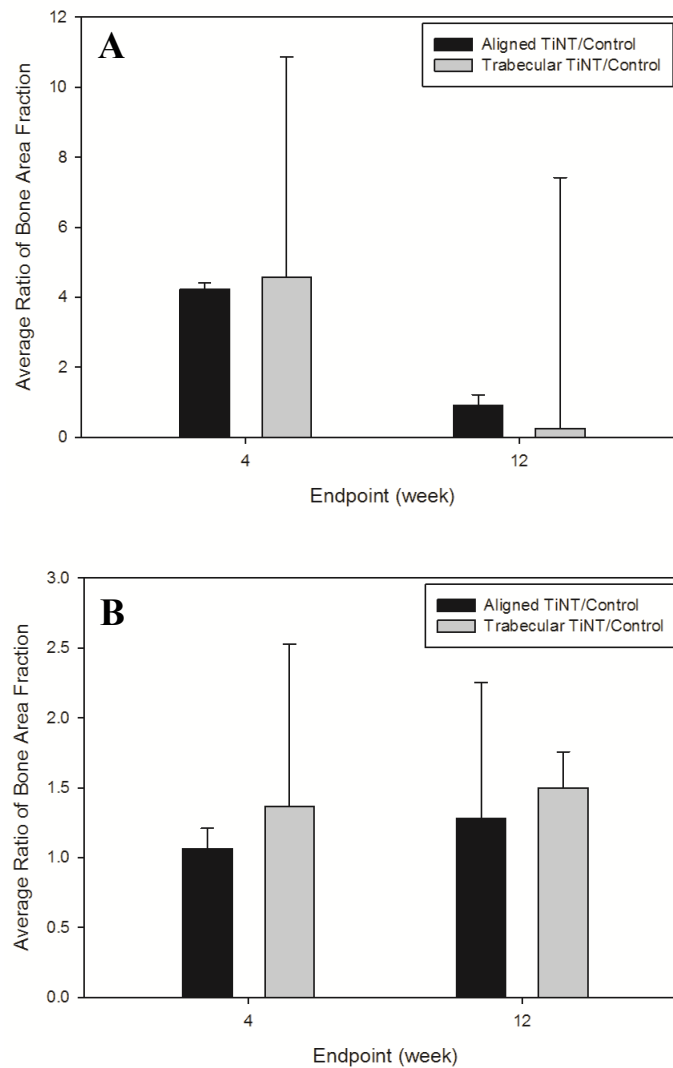 A
Aligned TiNT/Control
Trabecular TiNT/Control
Average Ratio of Bone Area Fraction
12
10
8
6
4
2
0
4
12
Endpoint (week)
B
Aligned TiNT/Control
Trabecular TiNT/Control
Average Ratio of Bone Area Fraction
3.0
2.5
2.0
1.5
1.0
0.5
0.0
4
12
Endpoint (week)